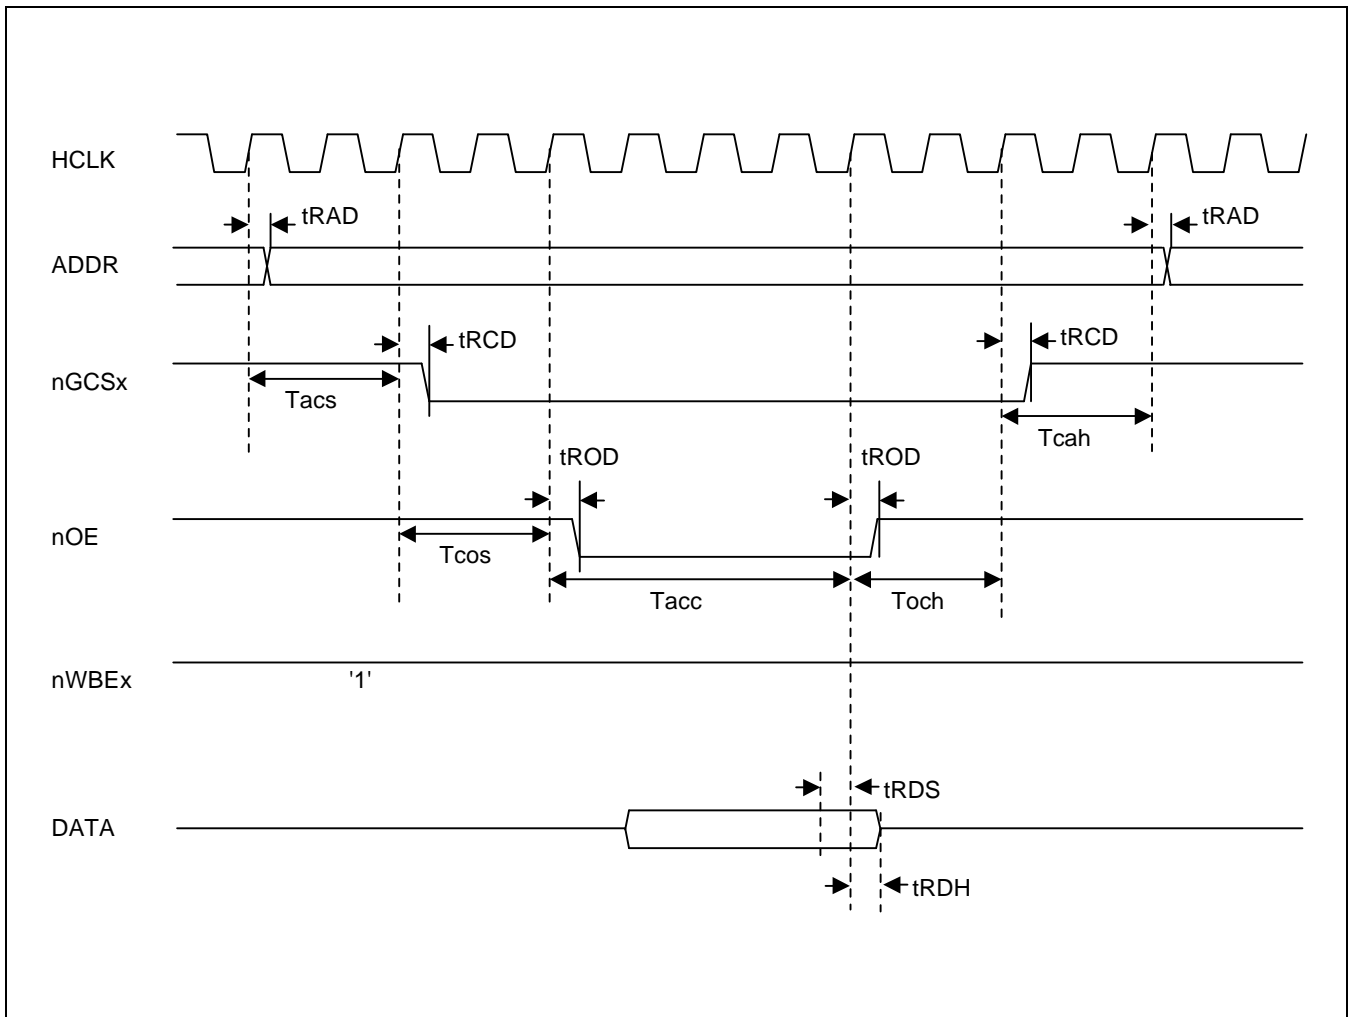 HCLK
tRAD
tRAD
ADDR
tRCD
tRCD
nGCSx
Tacs
Tcah
tROD
tROD
nOE
Tcos
Tacc
Toch
nWBEx
'1'
tRDS
DATA
tRDH